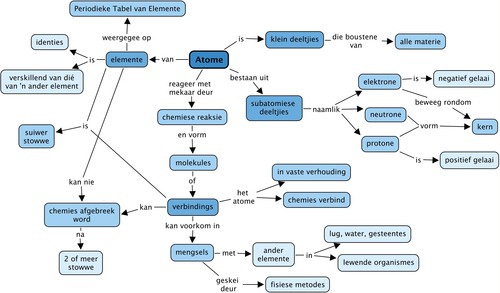 Periodieke Tabel van Elemente
weergegee op
identies
is
elemente
van
Atome
is
klein deeltjies
die boustene
van
alle materie
verskillend van dié
van 'n ander element
reageer met
mekaar deur
bestaan uit
chemiese reaksie
subatomiese
deeltjies
naamlik
elektrone
is
negatief gelaai
beweeg rondom
neutrone
vorm
kern
protone
is
positief gelaai
en vorm
suiwer
stowwe
is
molekules
of
kan nie
chemies afgebreek
word
kan
verbindings
het
atome
in vaste verhouding
chemies verbind
na
2 of meer
stowwe
kan voorkom in
mengsels
met
ander
elemente
in
lug, water, gesteentes
lewende organismes
geskei
deur
fisiese metodes